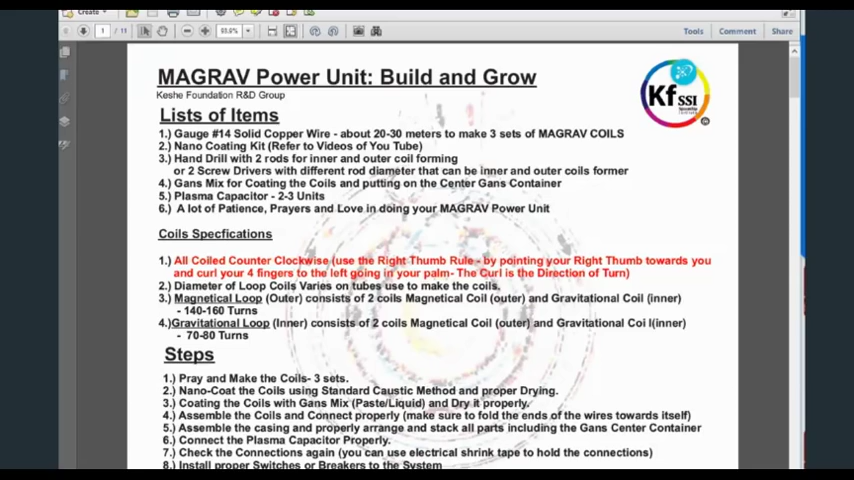 Create
1 / 11
93.6%
Tools
Comment
Share
MAGRAV Power Unit: Build and Grow
Keshe Foundation R&D Group
Kf SSI
Lists of Items
1.) Gauge #14 Solid Copper Wire - about 20-30 meters to make 3 sets of MAGRAV COILS
2.) Nano Coating Kit (Refer to Videos of You Tube)
3.) Hand Drill with 2 rods for inner and outer coil forming
or 2 Screw Drivers with different rod diameter that can be inner and outer coils former
4.) Gans Mix for Coating the Coils and putting on the Center Gans Container
5.) Plasma Capacitor - 2-3 Units
6.) A lot of Patience, Prayers and Love in doing your MAGRAV Power Unit
Coils Specfications
1.) All Coiled Counter Clockwise (use the Right Thumb Rule - by pointing your Right Thumb towards you
and curl your 4 fingers to the left going in your palm- The Curl is the Direction of Turn)
2.) Diameter of Loop Coils Varies on tubes use to make the coils.
3.) Magnetical Loop (Outer) consists of 2 coils Magnetical Coil (outer) and Gravitational Coil (inner)
- 140-160 Turns
4.)Gravitational Loop (Inner) consists of 2 coils Magnetical Coil (outer) and Gravitational Coi l(inner)
- 70-80 Turns
Steps
1.) Pray and Make the Coils- 3 sets.
2.) Nano-Coat the Coils using Standard Caustic Method and proper Drying.
3.) Coating the Coils with Gans Mix (Paste/Liquid) and Dry it properly.
4.) Assemble the Coils and Connect properly (make sure to fold the ends of the wires towards itself)
5.) Assemble the casing and properly arrange and stack all parts including the Gans Center Container
6.) Connect the Plasma Capacitor Properly.
7.) Check the Connections again (you can use electrical shrink tape to hold the connections)
8.) Install proper Switches or Breakers to the System